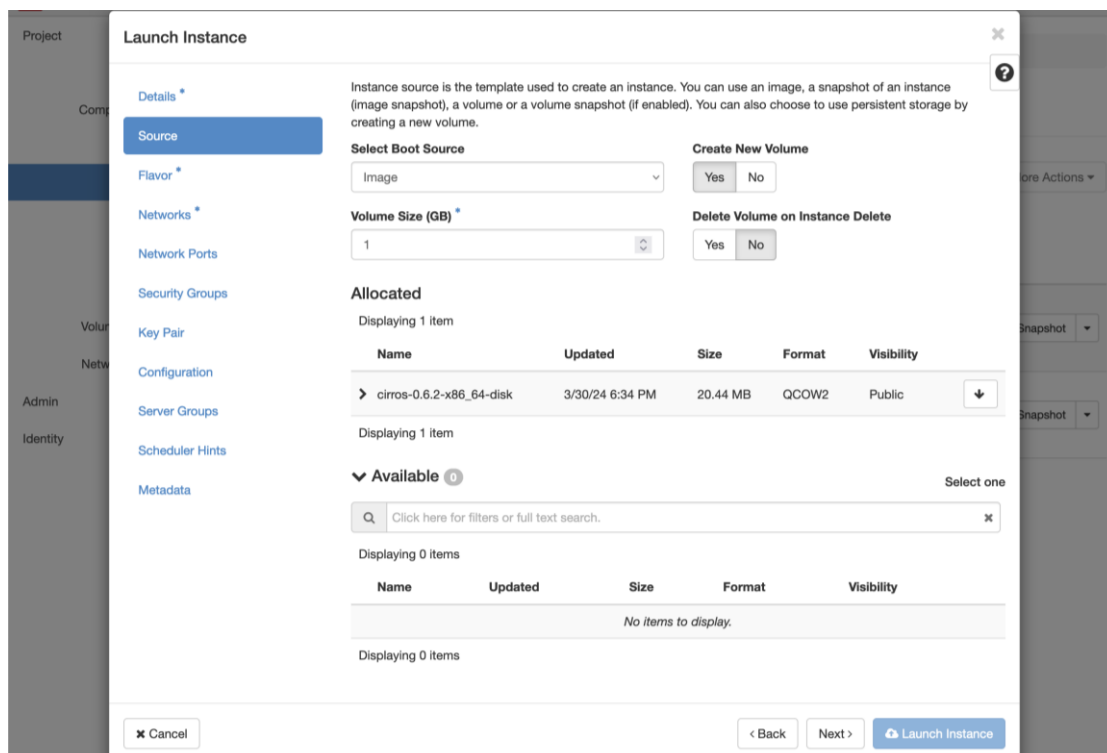 Project
Launch Instance
Comp
Details *
Source
Flavor *
Networks *
Network Ports
Security Groups
Key Pair
Configuration
Server Groups
Scheduler Hints
Metadata
Volum
Netw
Admin
Identity
Instance source is the template used to create an instance. You can use an image, a snapshot of an instance
(image snapshot), a volume or a volume snapshot (if enabled). You can also choose to use persistent storage by
creating a new volume.
Select Boot Source
Image
Create New Volume
Yes No
Volume Size (GB) *
1
Delete Volume on Instance Delete
Yes No
Allocated
Displaying 1 item
Name Updated Size Format Visibility
cirros-0.6.2-x86_64-disk 3/30/24 6:34 PM 20.44 MB QCOW2 Public
Displaying 1 item
Available 0
Select one
Click here for filters or full text search.
Displaying 0 items
Name Updated Size Format Visibility
No items to display.
Displaying 0 items
ore Actions
Snapshot
Snapshot
Cancel
< Back
Next >
Launch Instance